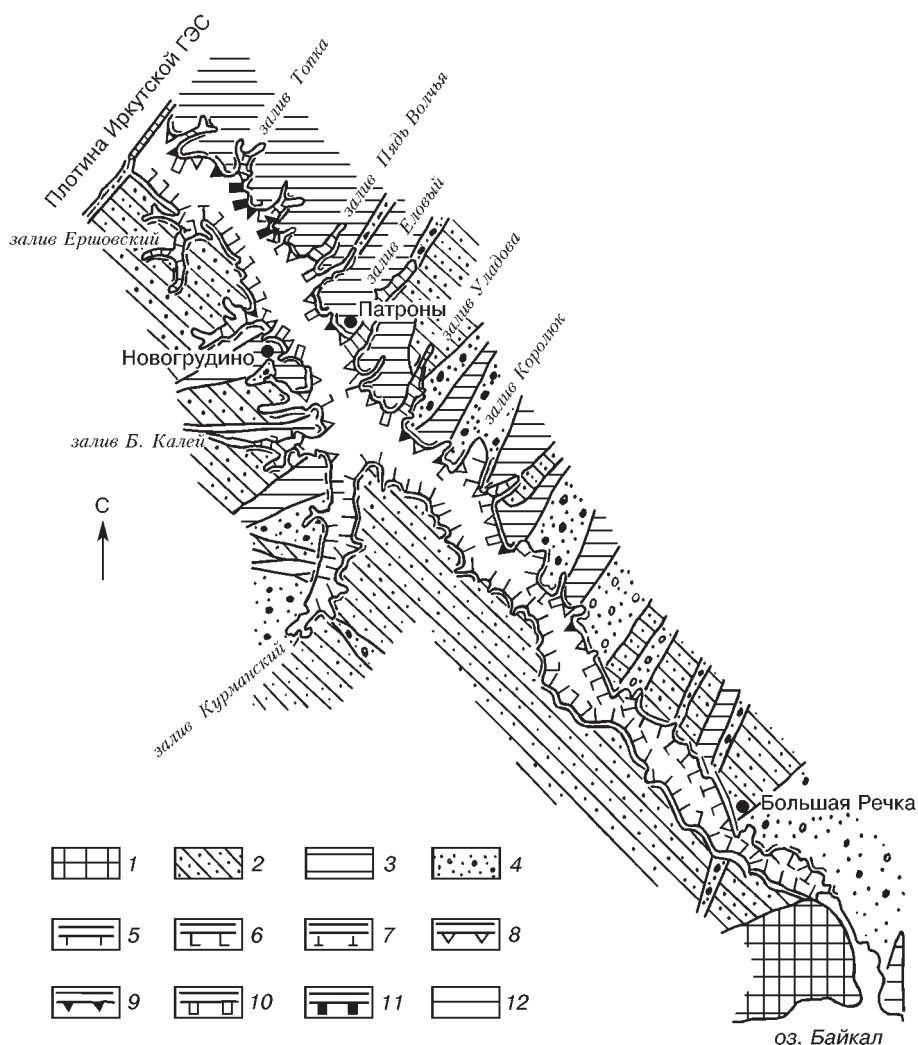 Плотина Иркутской ГЭС
залив Топка
залив Пядь Волчья
залив Еловый
залив Ершовский
залив Уладова
Патроны
Новогрудино
залив Королюк
залив Б. Калей
С
залив Курманский
Большая Речка
1 2 3 4
5 6 7 8
9 10 11 12
оз. Байкал